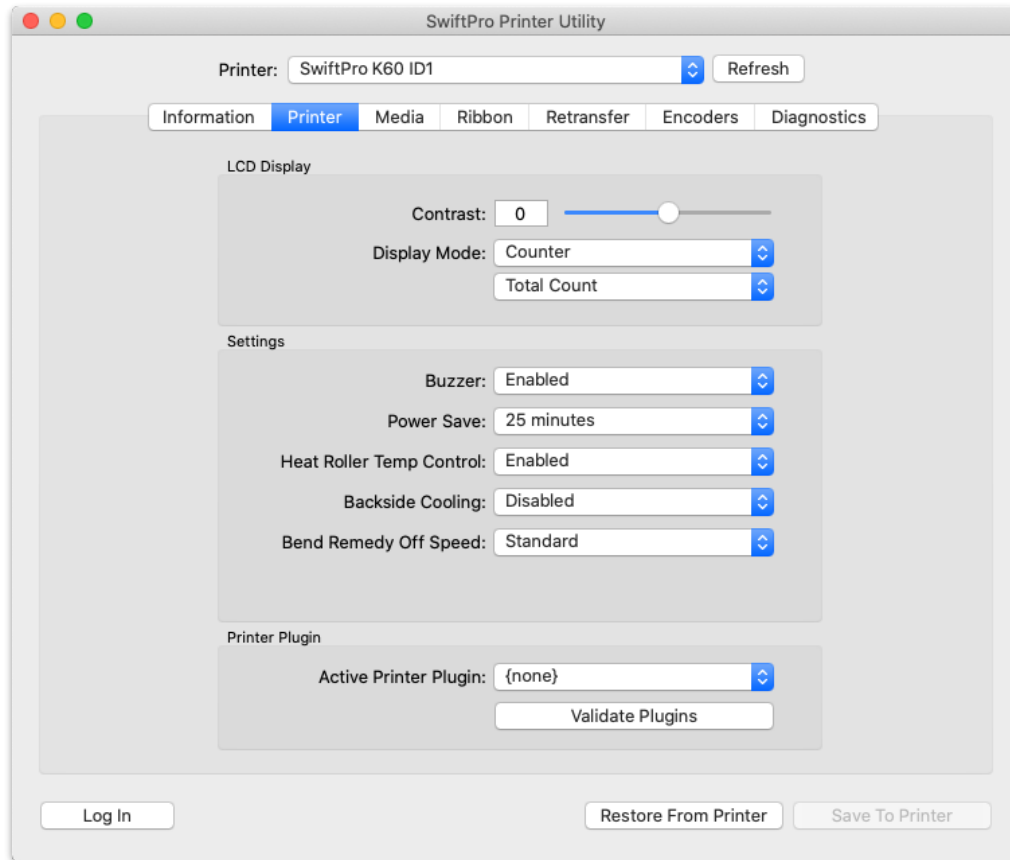 SwiftPro Printer Utility
Printer: SwiftPro K60 ID1 Refresh
Information Printer Media Ribbon Retransfer Encoders Diagnostics
LCD Display
Contrast: 0
Display Mode: Counter
Total Count
Settings
Buzzer: Enabled
Power Save: 25 minutes
Heat Roller Temp Control: Enabled
Backside Cooling: Disabled
Bend Remedy Off Speed: Standard
Printer Plugin
Active Printer Plugin: {none}
Validate Plugins
Log In Restore From Printer Save To Printer